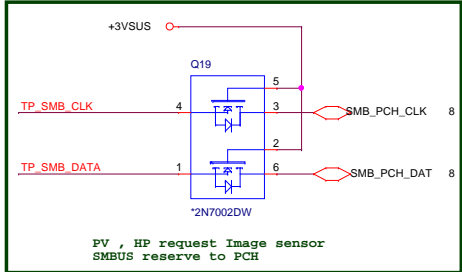 +3VSUS
Q19
5
TP_SMB_CLK 4 3 SMB_PCH_CLK 8
2
TP_SMB_DATA 1 6 SMB_PCH_DAT 8
*2N7002DW
PV , HP request Image sensor
SMBUS reserve to PCH